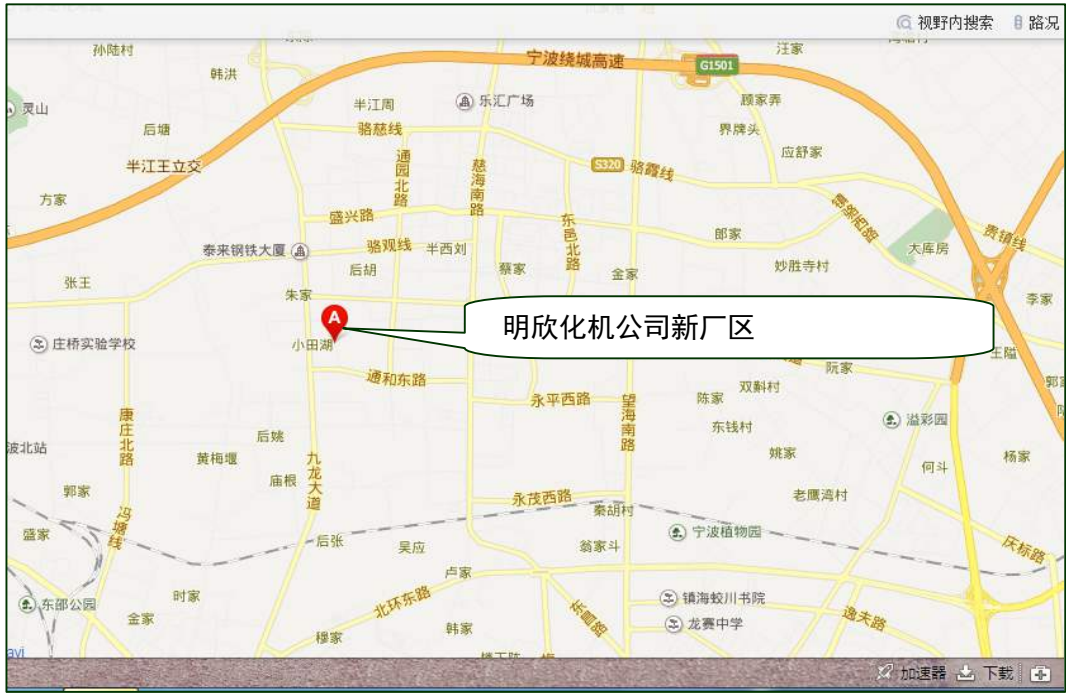 视野内搜索
路况
孙陆村
宁波绕城高速
汪家
G1501
韩洪
灵山
半江周
乐汇广场
顾家弄
后塘
骆慈线
界牌头
半江王立交
通园北路
慈海南路
S320
骆霞线
应舒家
方家
盛兴路
东邑北路
郎家
贵镇线
泰来钢铁大厦
骆观线
半西刘
大库房
后胡
蔡家
金家
妙胜寺村
张王
朱家
李家
A
明欣化机公司新厂区
庄桥实验学校
小田湖
王隘
阮家
通和东路
双斛村
永平西路
陈家
康庄北路
望海南路
溢彩园
东钱村
波北站
后姚
黄梅堰
九龙大道
姚家
杨家
何斗
庙根
郭家
永茂西路
老鹰湾村
秦胡村
冯塘线
盛家
后张
吴应
宁波植物园
翁家斗
庆标路
卢家
时家
东部公园
北环东路
镇海蛟川书院
金家
东昌路
逸夫路
穆家
韩家
龙赛中学
avi
加速器
下载